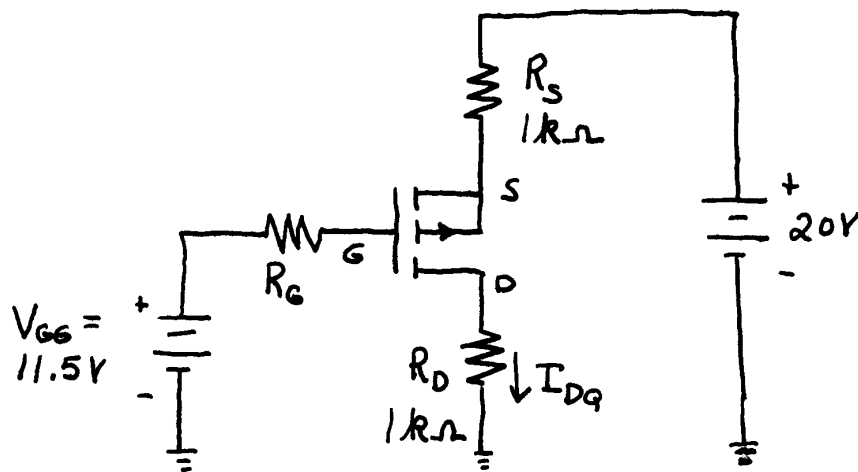 R_S
1kΩ
S
+
20V
-
G
R_G
D
+
V_GG =
11.5V
-
R_D
1kΩ
I_DQ